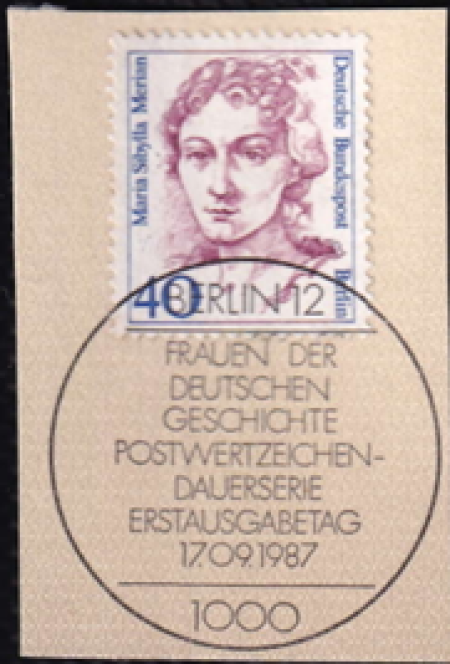 Maria Sibylla Merian
Deutsche Bundespost Berlin
40
BERLIN 12
FRAUEN DER
DEUTSCHEN
GESCHICHTE
POSTWERTZEICHEN-
DAUERSERIE
ERSTAUSGABETAG
17.09.1987
1000